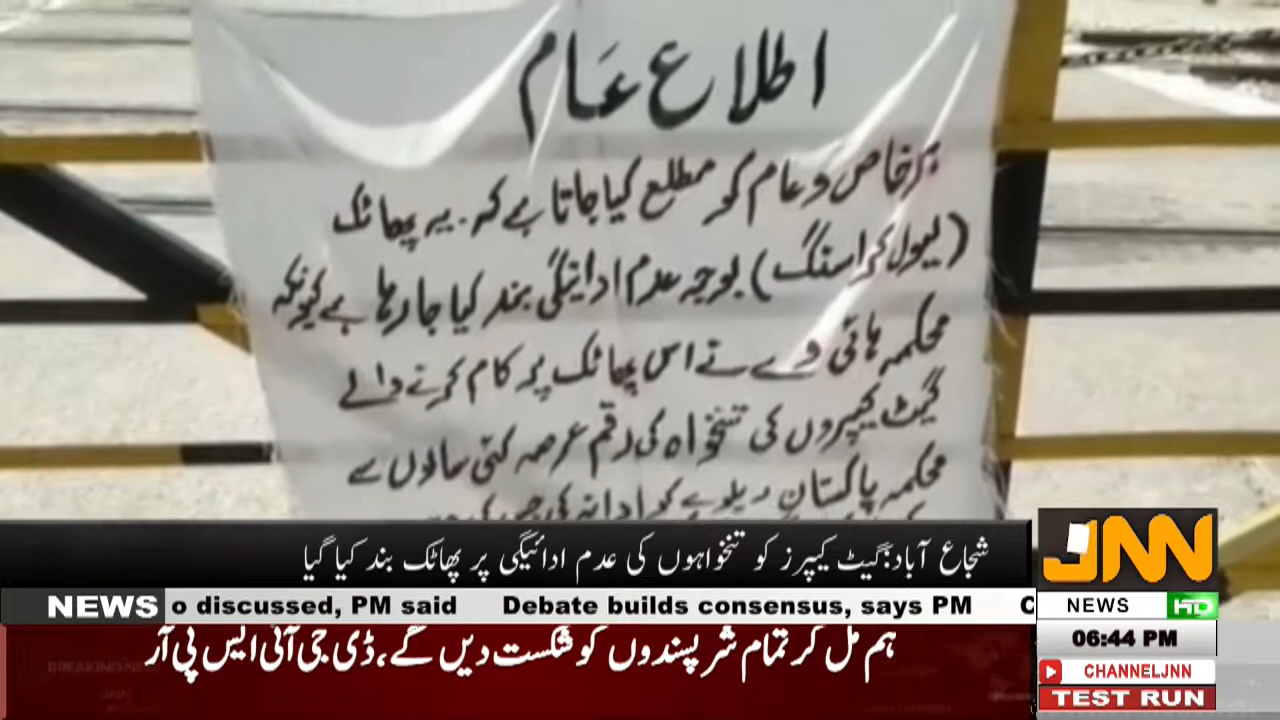 اطلاع عام
ہر خاص و عام کو مطلع کیا جاتا ہے کہ۔ یہ پھاٹک
(لیول کراسنگ) بوجہ عدم ادائیگی بند کیا جا رہا ہے کیونکہ
محکمہ ہائی وے نے اس پھاٹک پر کام کرنے والے
گیٹ کیپروں کی تنخواہ کی رقم عرصہ کئی سالوں سے
محکمہ پاکستان ریلوے کو ادا نہ کی
شجاع آباد:گیٹ کیپرز کو تنخواہوں کی عدم ادائیگی پر پھاٹک بند کیا گیا
JNN
NEWS o discussed, PM said Debate builds consensus, says PM C
NEWS HD
ہم مل کر تمام شرپسندوں کو شکست دیں گے، ڈی جی آئی ایس پی آر
06:44 PM
CHANNELJNN
TEST RUN